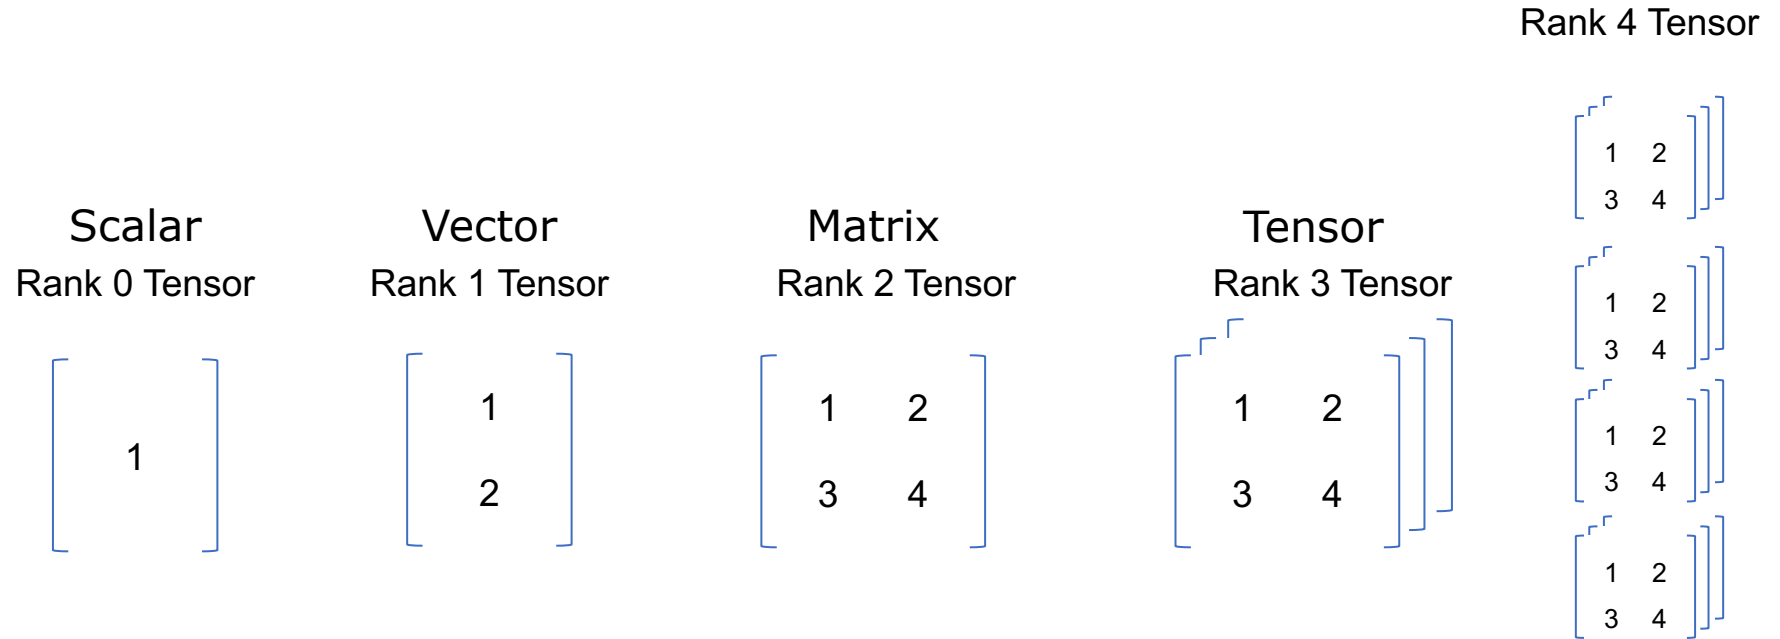 Rank 4 Tensor
Scalar
Rank 0 Tensor
1
Vector
Rank 1 Tensor
1
2
Matrix
Rank 2 Tensor
1 2
3 4
Tensor
Rank 3 Tensor
1 2
3 4
1 2
3 4
1 2
3 4
1 2
3 4
1 2
3 4